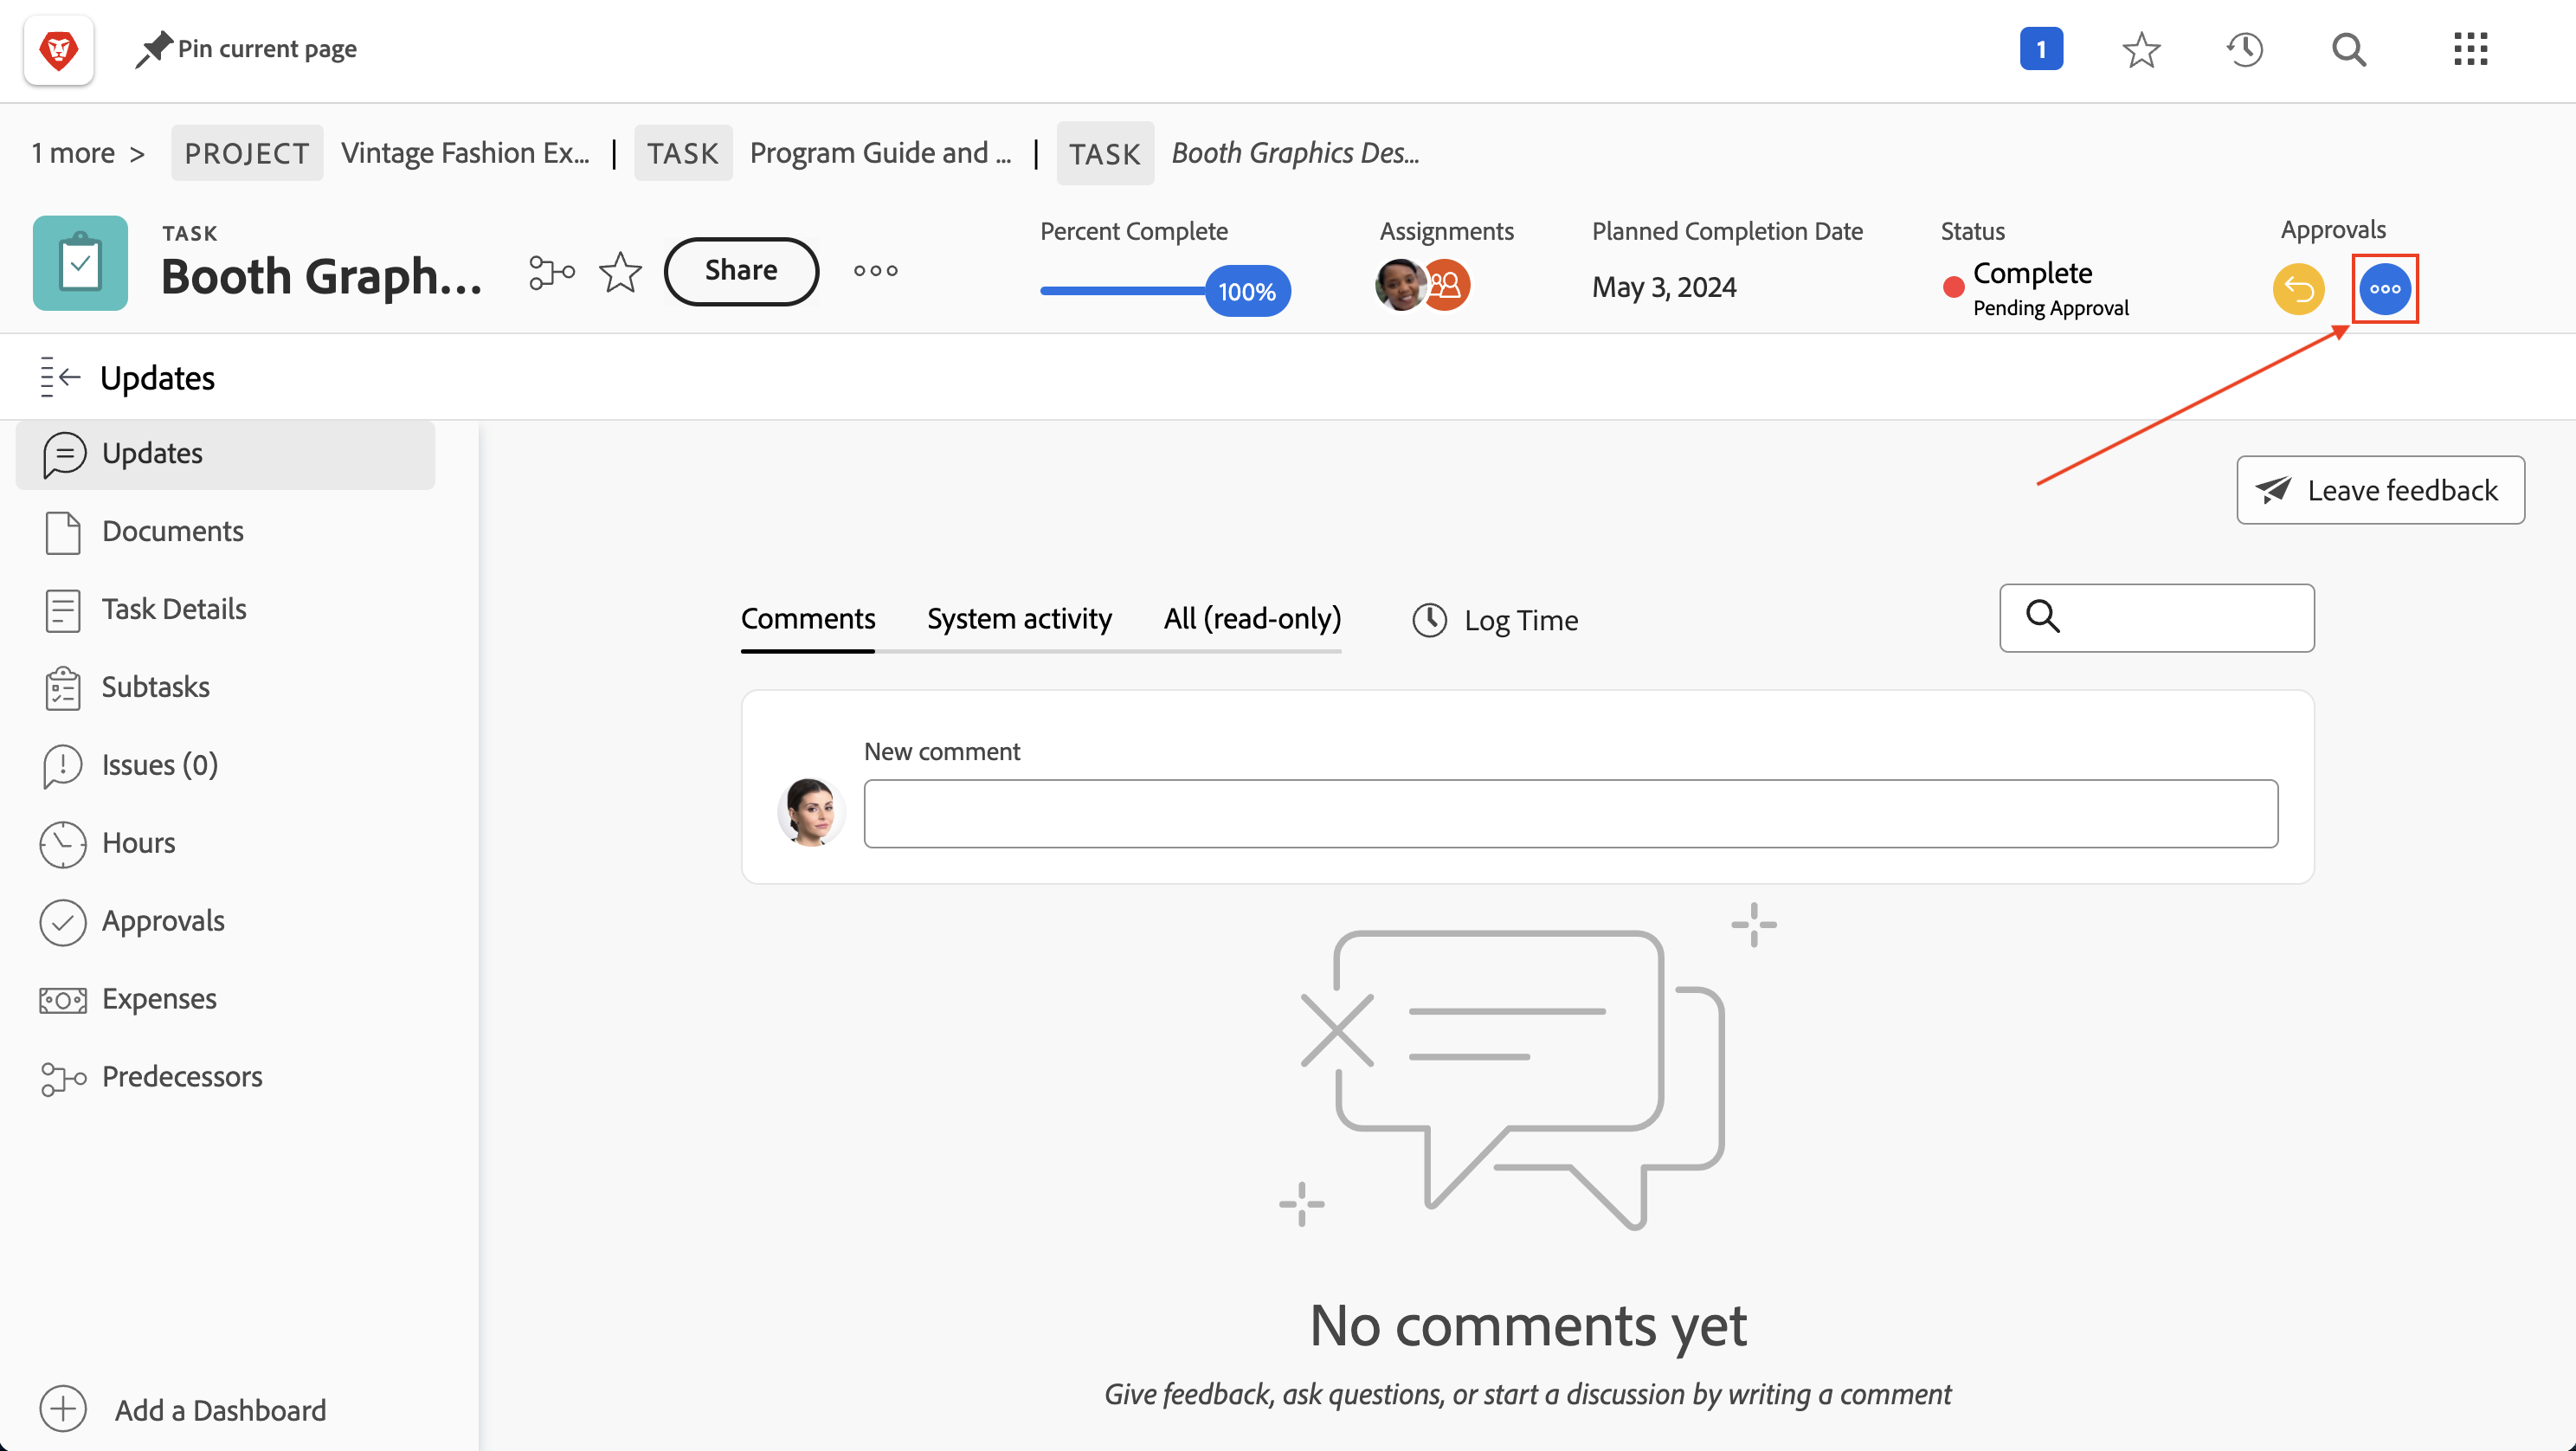 Pin current page
1
1 more > PROJECT Vintage Fashion Ex... | TASK Program Guide and ... | TASK Booth Graphics Des...
TASK
Booth Graph...
Share
Percent Complete
100%
Assignments
Planned Completion Date
May 3, 2024
Status
Complete
Pending Approval
Approvals
Updates
Updates
Documents
Task Details
Subtasks
Issues (0)
Hours
Approvals
Expenses
Predecessors
Add a Dashboard
Leave feedback
Comments System activity All (read-only) Log Time
New comment
No comments yet
Give feedback, ask questions, or start a discussion by writing a comment